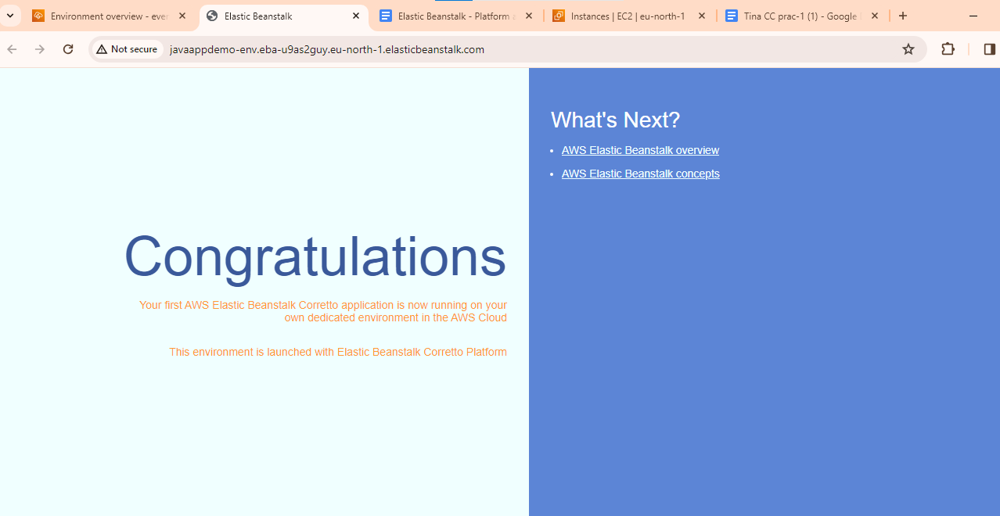 Environment overview - ever
Elastic Beanstalk
Elastic Beanstalk - Platform a
Instances | EC2 | eu-north-1
Tina CC prac-1 (1) - Google
Not secure
javaappdemo-env.eba-u9as2guy.eu-north-1.elasticbeanstalk.com
Congratulations
Your first AWS Elastic Beanstalk Corretto application is now running on your
own dedicated environment in the AWS Cloud
This environment is launched with Elastic Beanstalk Corretto Platform
What's Next?
AWS Elastic Beanstalk overview
AWS Elastic Beanstalk concepts